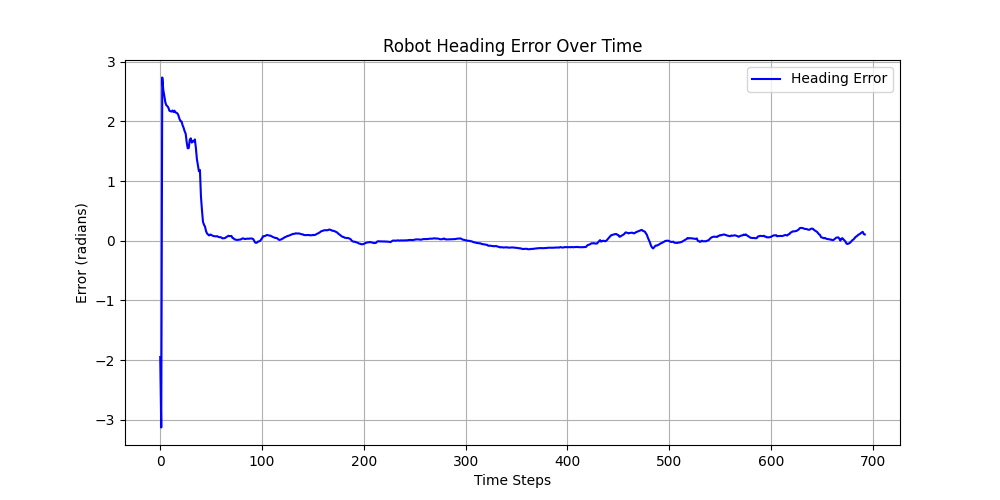 Robot Heading Error Over Time
Heading Error
3
2
1
0
−1
−2
−3
Error (radians)
0 100 200 300 400 500 600 700
Time Steps